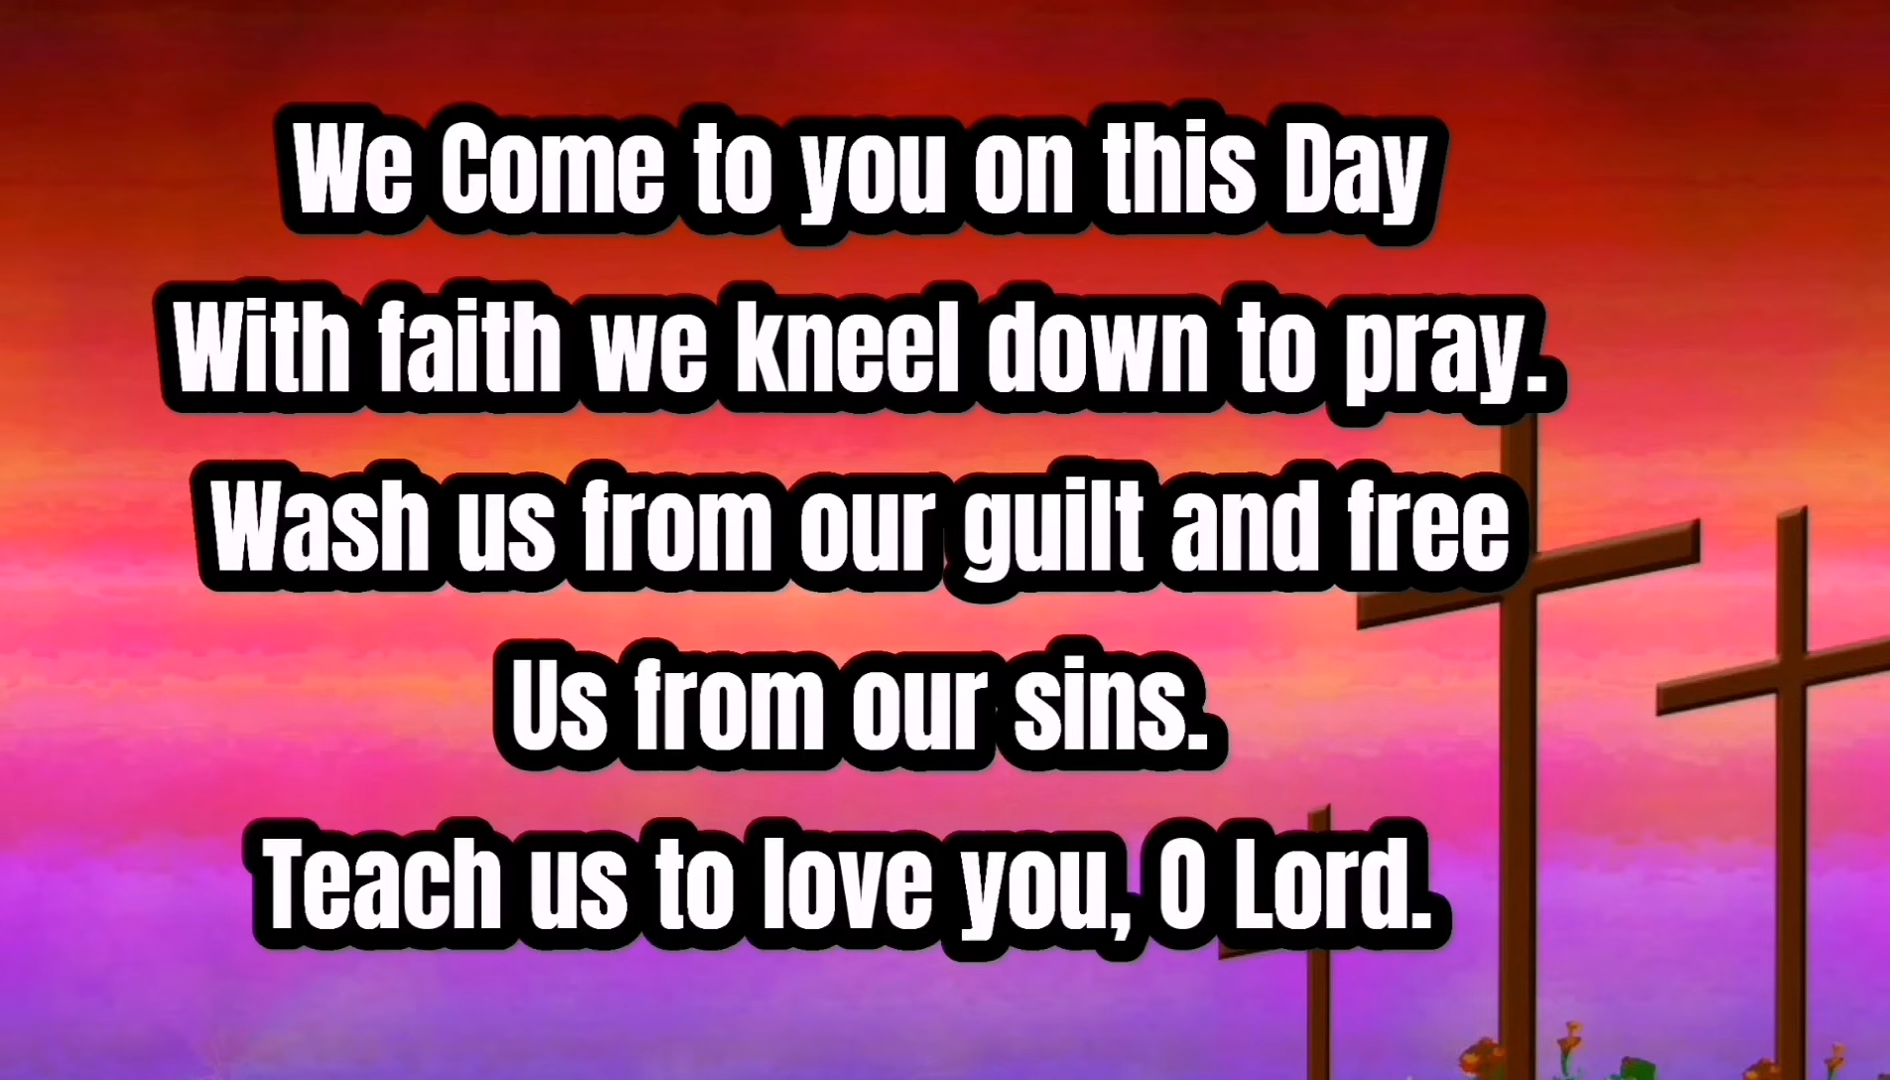 We Come to you on this Day
With faith we kneel down to pray.
Wash us from our guilt and free
Us from our sins.
Teach us to love you, O Lord.